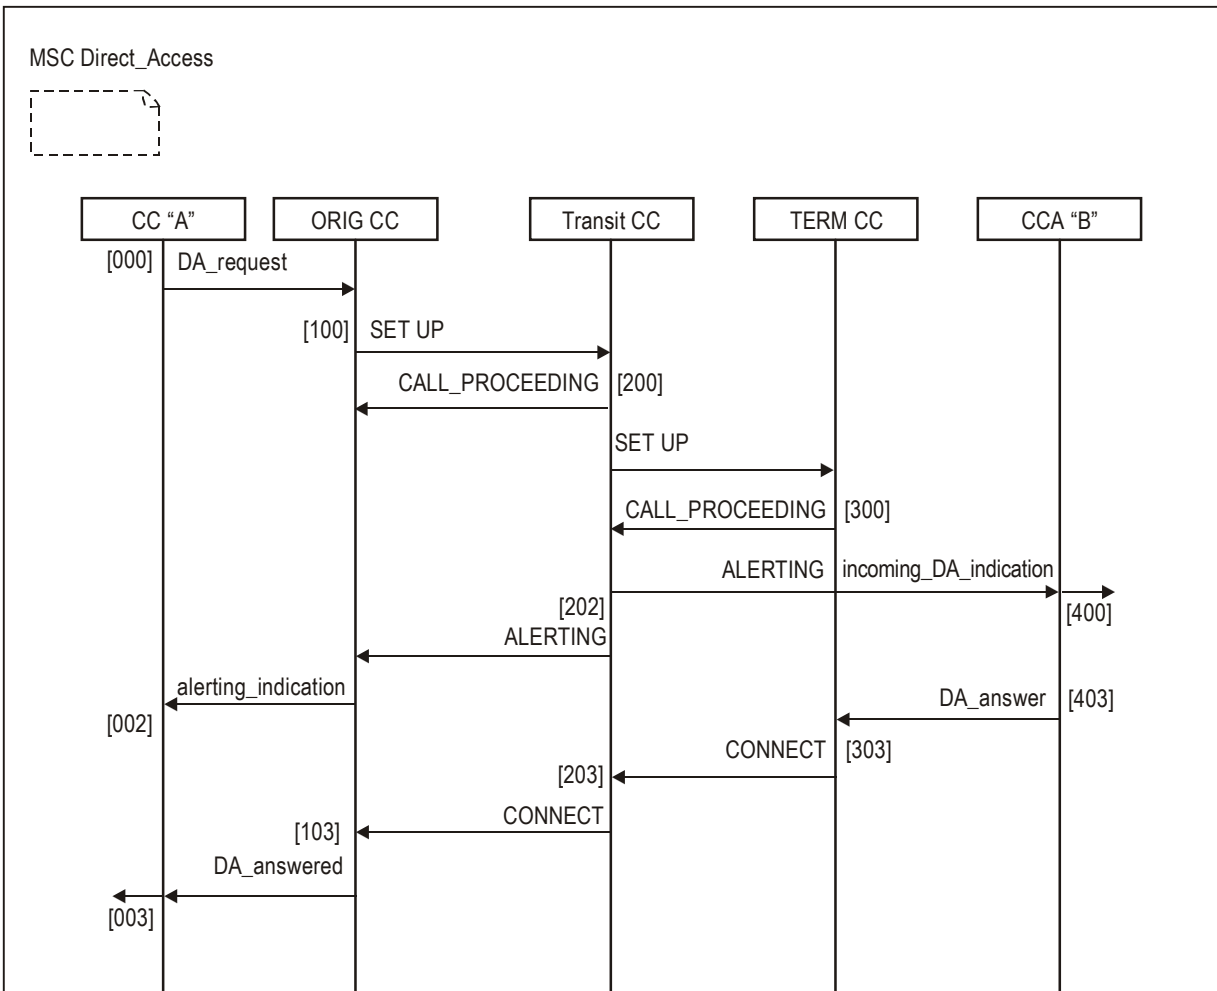 MSC Direct_Access
CC “A” ORIG CC Transit CC TERM CC CCA “B”
[000] DA_request
[100] SET UP
CALL_PROCEEDING [200]
SET UP
CALL_PROCEEDING [300]
ALERTING incoming_DA_indication
[202] [400]
ALERTING
alerting_indication
DA_answer [403]
[002]
CONNECT [303]
[203]
CONNECT
[103]
DA_answered
[003]